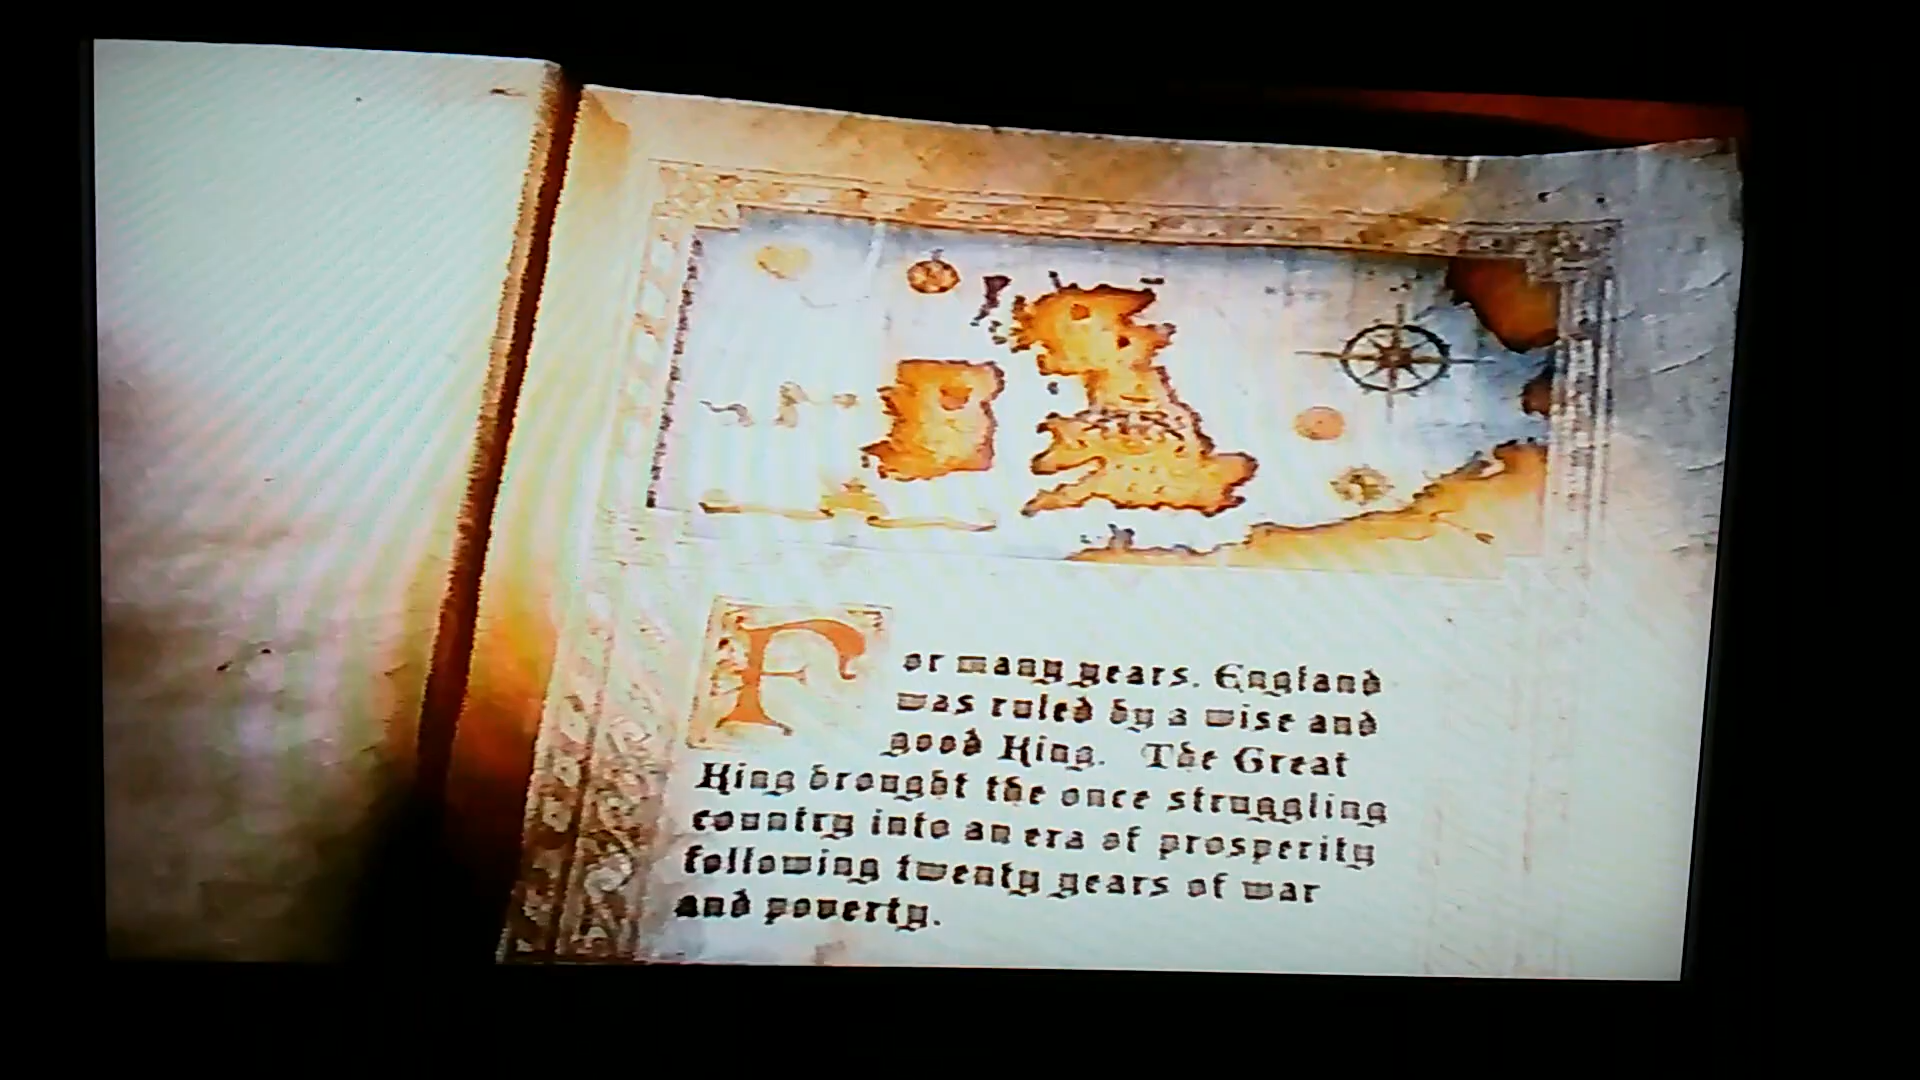 For many years, England
was ruled by a wise and
good King. The Great
King brought the once struggling
country into an era of prosperity
following twenty years of war
and poverty.